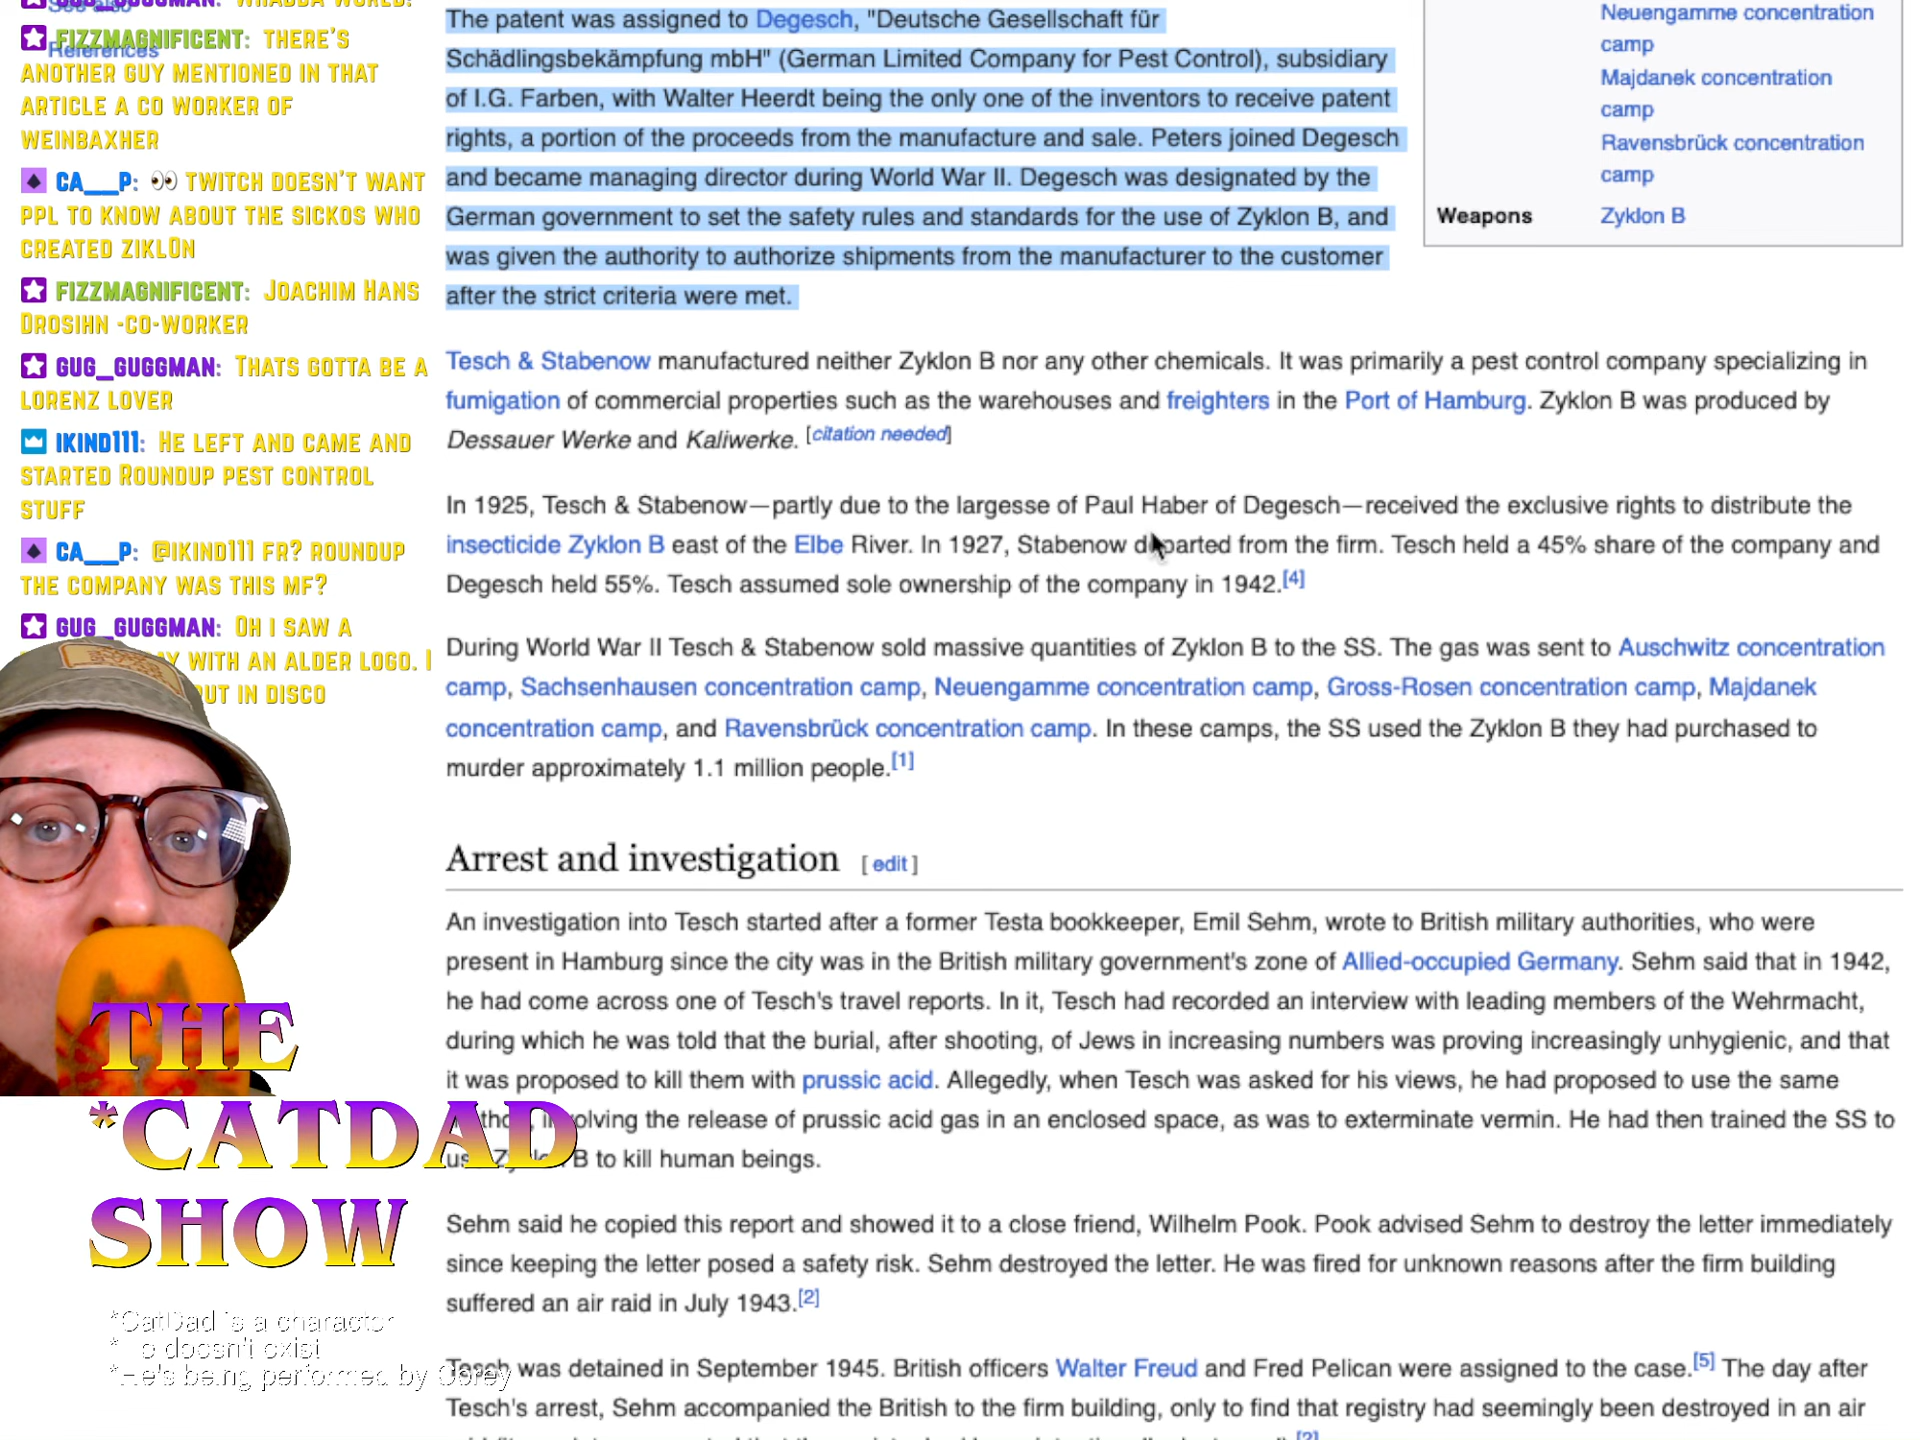 GUG_GUGGMAN: WHADDA WORLD!
See also
References
FIZZMAGNIFICENT: THERE'S
ANOTHER GUY MENTIONED IN THAT
ARTICLE A CO WORKER OF
WEINBAXHER
CA__P: 👀 TWITCH DOESN'T WANT
PPL TO KNOW ABOUT THE SICKOS WHO
CREATED ZIKL0N
FIZZMAGNIFICENT: JOACHIM HANS
DROSIHN -CO-WORKER
GUG_GUGGMAN: THATS GOTTA BE A
LORENZ LOVER
IKIND111: HE LEFT AND CAME AND
STARTED ROUNDUP PEST CONTROL
STUFF
CA__P: @IKIND111 FR? ROUNDUP
THE COMPANY WAS THIS MF?
GUG_GUGGMAN: OH I SAW A
WITH AN ALDER LOGO. I
IN DISCO
THE
*CATDAD
SHOW
*CatDad is a character
doesn't exist
*He's being performed by Corey
The patent was assigned to Degesch, "Deutsche Gesellschaft für
Schädlingsbekämpfung mbH" (German Limited Company for Pest Control), subsidiary
of I.G. Farben, with Walter Heerdt being the only one of the inventors to receive patent
rights, a portion of the proceeds from the manufacture and sale. Peters joined Degesch
and became managing director during World War II. Degesch was designated by the
German government to set the safety rules and standards for the use of Zyklon B, and
was given the authority to authorize shipments from the manufacturer to the customer
after the strict criteria were met.
Neuengamme concentration
camp
Majdanek concentration
camp
Ravensbrück concentration
camp
Weapons Zyklon B
Tesch & Stabenow manufactured neither Zyklon B nor any other chemicals. It was primarily a pest control company specializing in
fumigation of commercial properties such as the warehouses and freighters in the Port of Hamburg. Zyklon B was produced by
Dessauer Werke and Kaliwerke. [citation needed]
In 1925, Tesch & Stabenow—partly due to the largesse of Paul Haber of Degesch—received the exclusive rights to distribute the
insecticide Zyklon B east of the Elbe River. In 1927, Stabenow departed from the firm. Tesch held a 45% share of the company and
Degesch held 55%. Tesch assumed sole ownership of the company in 1942.[4]
During World War II Tesch & Stabenow sold massive quantities of Zyklon B to the SS. The gas was sent to Auschwitz concentration
camp, Sachsenhausen concentration camp, Neuengamme concentration camp, Gross-Rosen concentration camp, Majdanek
concentration camp, and Ravensbrück concentration camp. In these camps, the SS used the Zyklon B they had purchased to
murder approximately 1.1 million people.[1]
Arrest and investigation [ edit ]
An investigation into Tesch started after a former Testa bookkeeper, Emil Sehm, wrote to British military authorities, who were
present in Hamburg since the city was in the British military government's zone of Allied-occupied Germany. Sehm said that in 1942,
he had come across one of Tesch's travel reports. In it, Tesch had recorded an interview with leading members of the Wehrmacht,
during which he was told that the burial, after shooting, of Jews in increasing numbers was proving increasingly unhygienic, and that
it was proposed to kill them with prussic acid. Allegedly, when Tesch was asked for his views, he had proposed to use the same
method, involving the release of prussic acid gas in an enclosed space, as was to exterminate vermin. He had then trained the SS to
use Zyklon B to kill human beings.
Sehm said he copied this report and showed it to a close friend, Wilhelm Pook. Pook advised Sehm to destroy the letter immediately
since keeping the letter posed a safety risk. Sehm destroyed the letter. He was fired for unknown reasons after the firm building
suffered an air raid in July 1943.[2]
Tesch was detained in September 1945. British officers Walter Freud and Fred Pelican were assigned to the case.[5] The day after
Tesch's arrest, Sehm accompanied the British to the firm building, only to find that registry had seemingly been destroyed in an air
[2]